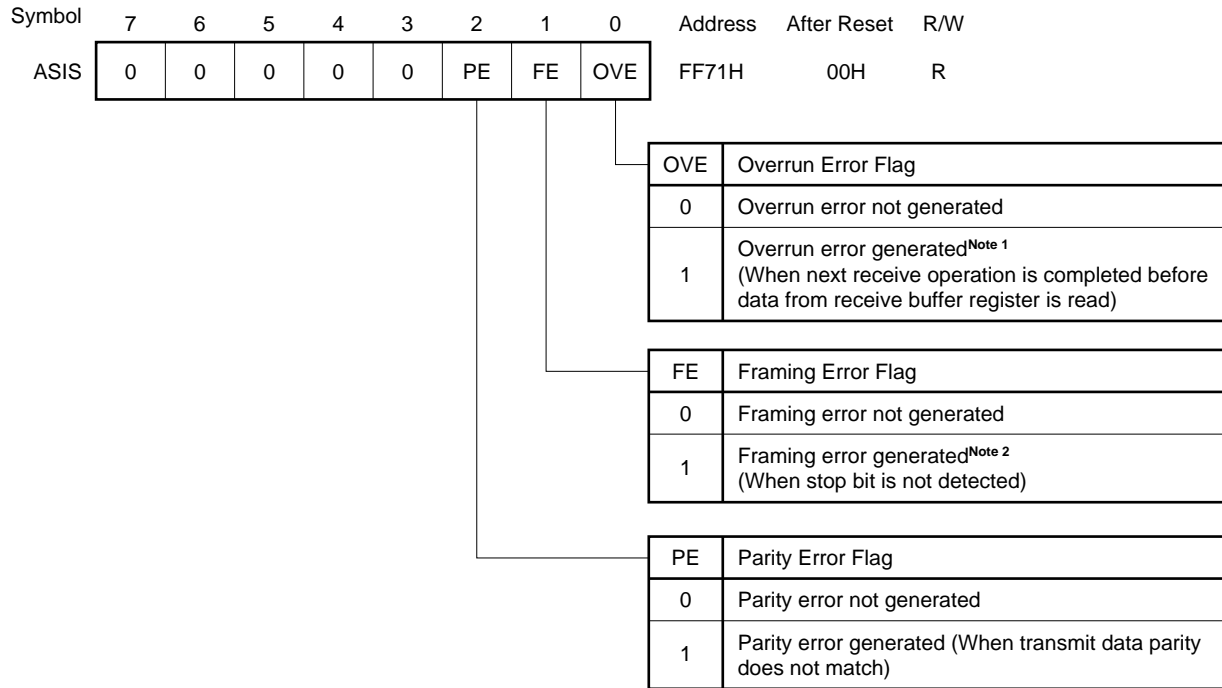 Symbol 7 6 5 4 3 2 1 0 Address After Reset R/W
ASIS 0 0 0 0 0 PE FE OVE FF71H 00H R
OVE Overrun Error Flag
0 Overrun error not generated
1 Overrun error generatedNote 1
(When next receive operation is completed before
data from receive buffer register is read)
FE Framing Error Flag
0 Framing error not generated
1 Framing error generatedNote 2
(When stop bit is not detected)
PE Parity Error Flag
0 Parity error not generated
1 Parity error generated (When transmit data parity
does not match)